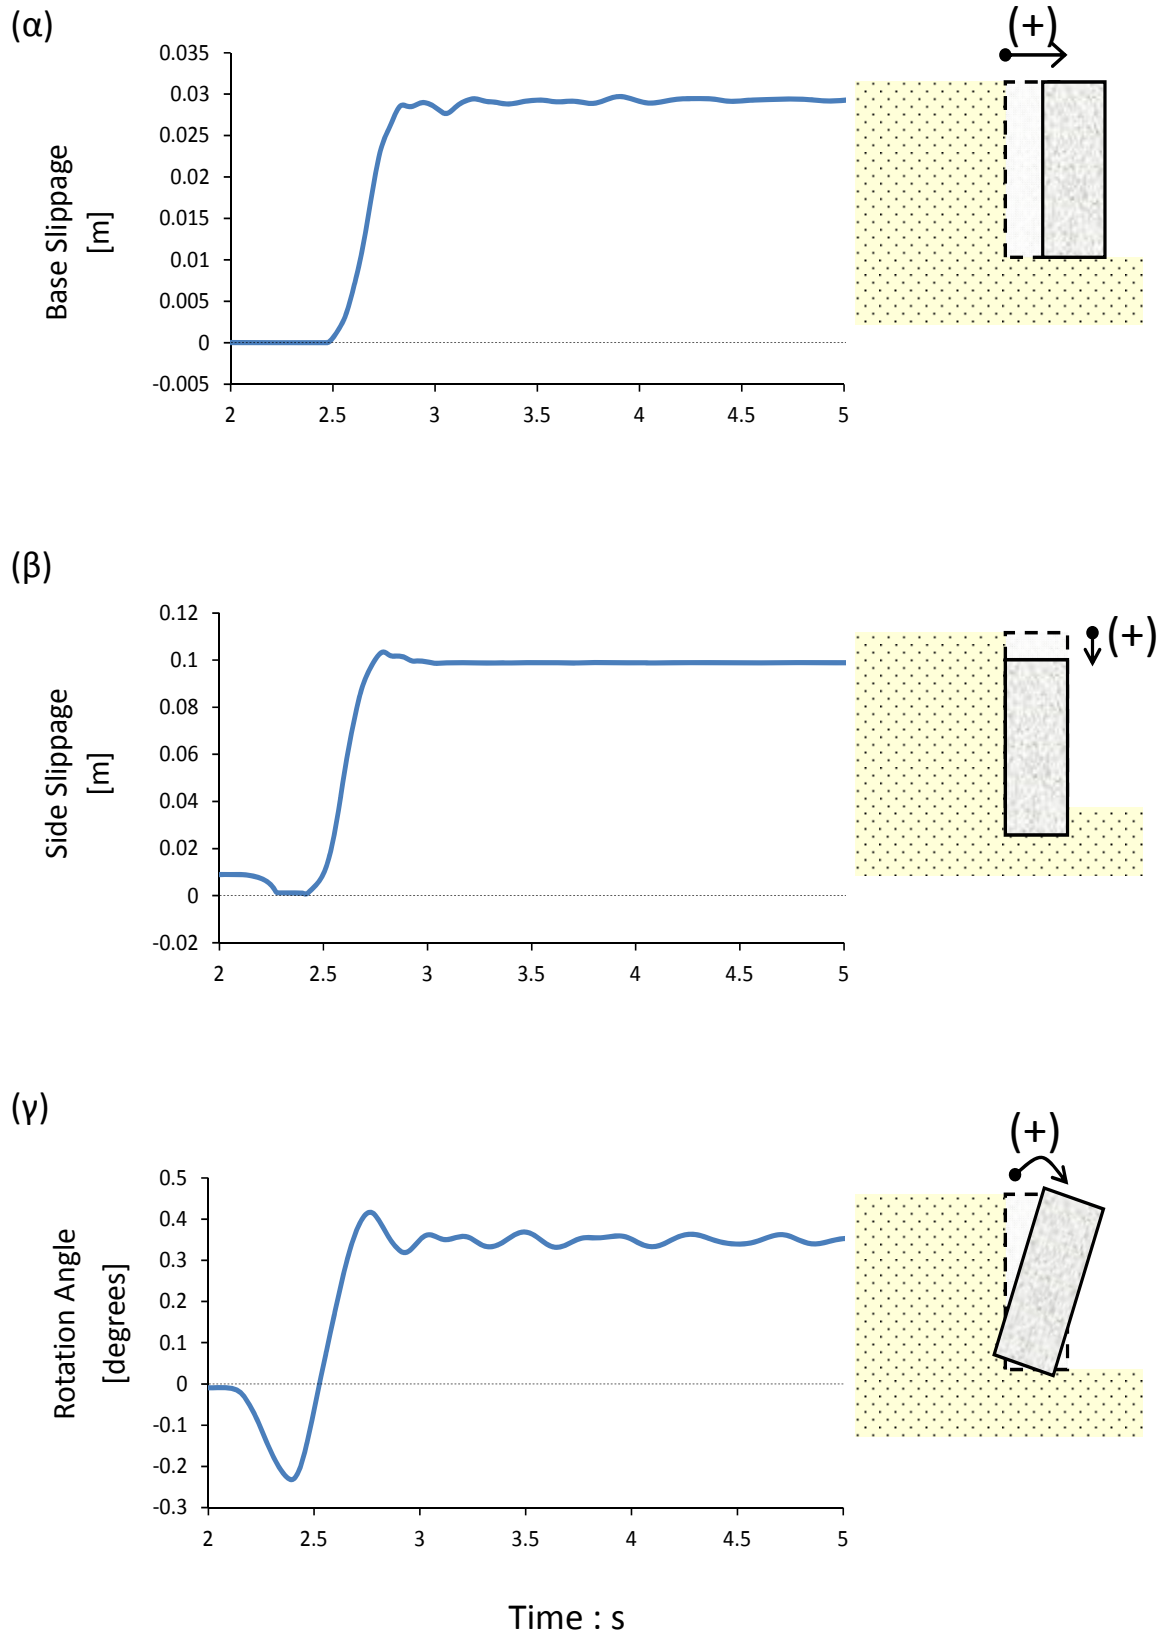 (α)
(+)
0.035
0.03
0.025
0.02
0.015
0.01
0.005
0
-0.005
Base Slippage
[m]
2 2.5 3 3.5 4 4.5 5
(β)
(+)
0.12
0.1
0.08
0.06
0.04
0.02
0
-0.02
Side Slippage
[m]
2 2.5 3 3.5 4 4.5 5
(γ)
(+)
0.5
0.4
0.3
0.2
0.1
0
-0.1
-0.2
-0.3
Rotation Angle
[degrees]
2 2.5 3 3.5 4 4.5 5
Time : s